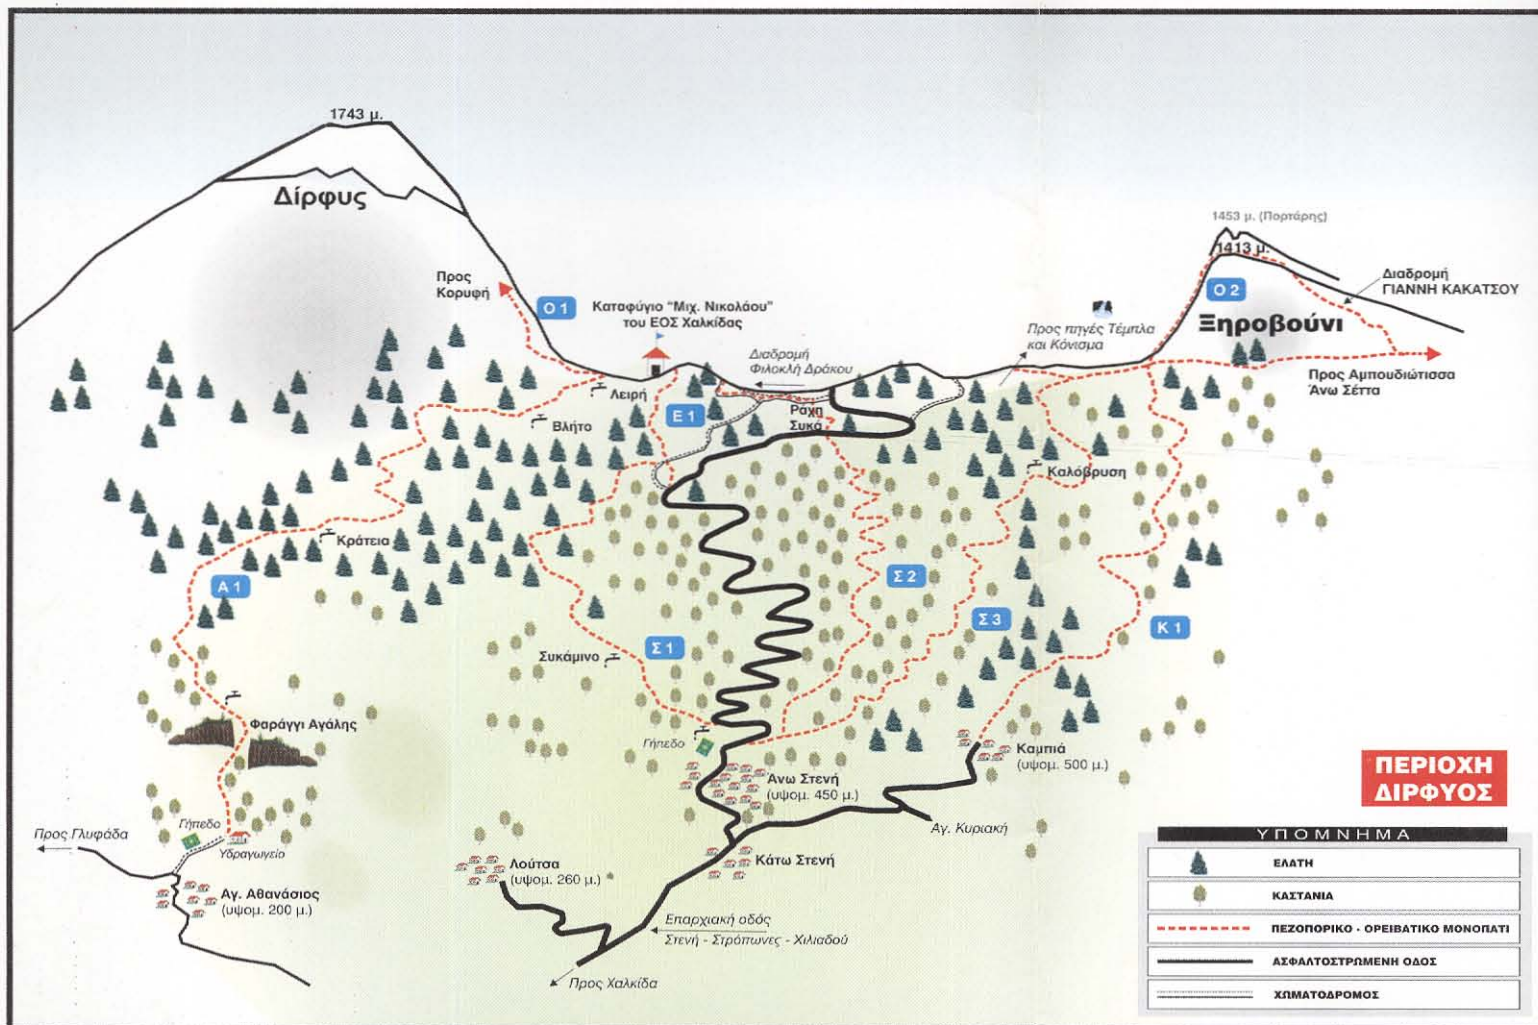 1743 μ.
Δίρφυς
Προς
Κορυφή
Ο 1
Καταφύγιο "Μιχ. Νικολάου"
του ΕΟΣ Χαλκίδας
Διαδρομή
Φιλοκλή Δράκου
Προς πηγές Τέμπλα
και Κόνισμα
1453 μ. (Πορτάρης)
1413 μ.
Ο 2
Διαδρομή
ΓΙΑΝΝΗ ΚΑΚΑΤΣΟΥ
Ξηροβούνι
Προς Αμπουδιώτισσα
Άνω Σέττα
Λειρή
Βλήτο
Ε 1
Ράχη
Συκά
Καλόβρυση
Κράτεια
Α 1
Σ 2
Σ 3
Κ 1
Σ 1
Συκάμινο
Φαράγγι Αγάλης
Γήπεδο
Άνω Στενή
(υψομ. 450 μ.)
Καμπιά
(υψομ. 500 μ.)
ΠΕΡΙΟΧΗ
ΔΙΡΦΥΟΣ
Προς Γλυφάδα
Γήπεδο
Υδραγωγείο
Αγ. Κυριακή
Κάτω Στενή
Λούτσα
(υψομ. 260 μ.)
Αγ. Αθανάσιος
(υψομ. 200 μ.)
Επαρχιακή οδός
Στενή - Στρόπωνες - Χιλιαδού
Προς Χαλκίδα
ΥΠΟΜΝΗΜΑ
ΕΛΑΤΗ
ΚΑΣΤΑΝΙΑ
ΠΕΖΟΠΟΡΙΚΟ - ΟΡΕΙΒΑΤΙΚΟ ΜΟΝΟΠΑΤΙ
ΑΣΦΑΛΤΟΣΤΡΩΜΕΝΗ ΟΔΟΣ
ΧΩΜΑΤΟΔΡΟΜΟΣ